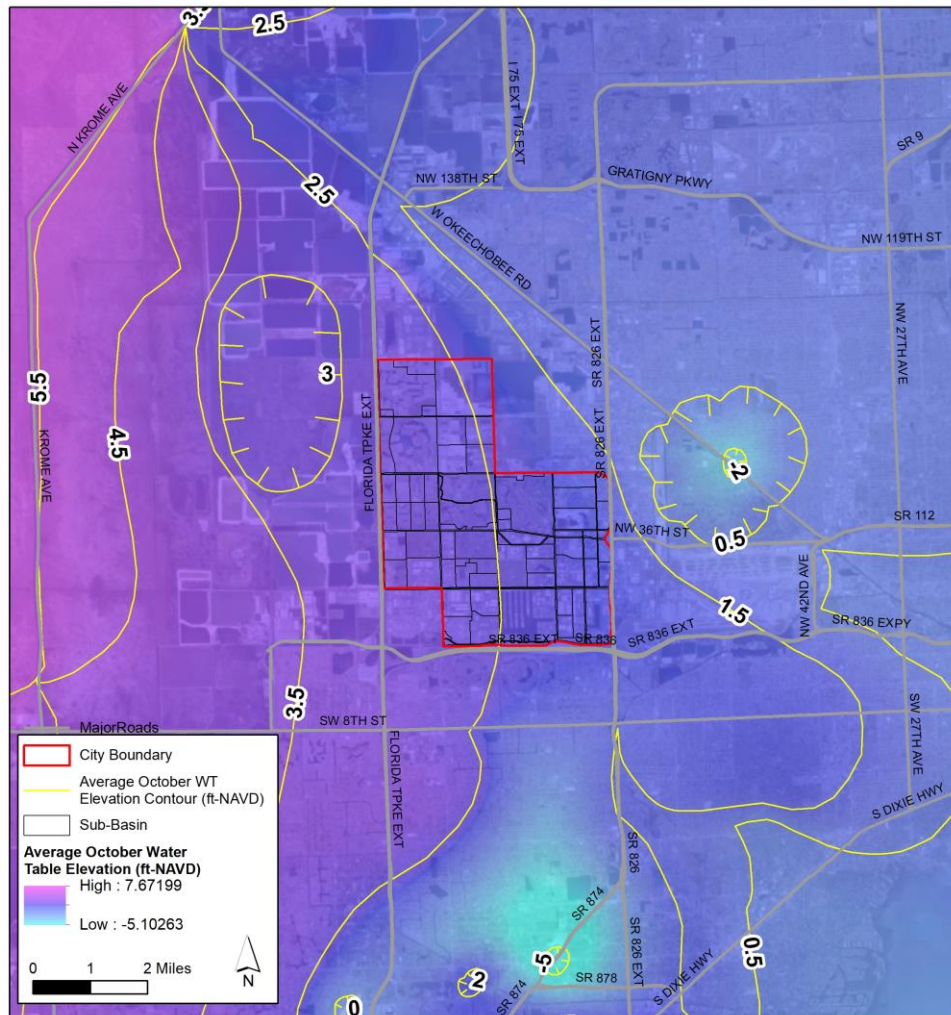 3.5
2.5
N KROME AVE
I 75 EXT
I 75 EXT
SR 9
2.5
NW 138TH ST
GRATIGNY PKWY
W OKEECHOBEE RD
NW 119TH ST
SR 826 EXT
NW 27TH AVE
3
5.5
4.5
KROME AVE
FLORIDA TPKE EXT
SR 826 EXT
-2
NW 36TH ST
0.5
SR 112
NW 42ND AVE
1.5
SR 836 EXT
SR 836
SR 836 EXT
SR 836 EXPY
3.5
SW 8TH ST
SW 27TH AVE
FLORIDA TPKE EXT
S DIXIE HWY
SR 826
SR 874
SR 826 EXT
-5
2
SR 878
0.5
S DIXIE HWY
SR 874
0
MajorRoads
City Boundary
Average October WT
Elevation Contour (ft-NAVD)
Sub-Basin
Average October Water
Table Elevation (ft-NAVD)
High : 7.67199
Low : -5.10263
0 1 2 Miles
N